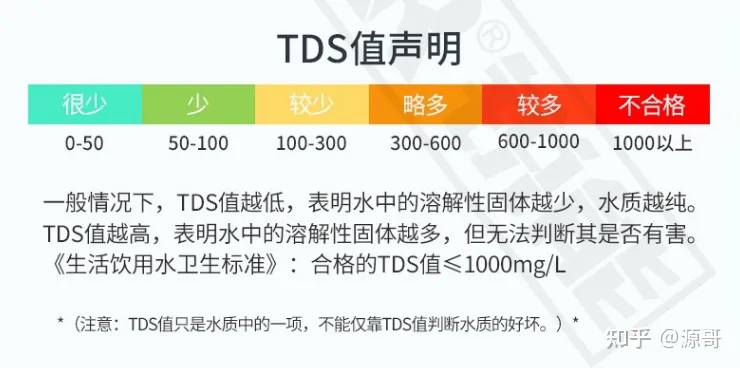 TDS值声明
很少 少 较少 略多 较多 不合格
0-50 50-100 100-300 300-600 600-1000 1000以上
一般情况下，TDS值越低，表明水中的溶解性固体越少，水质越纯。
TDS值越高，表明水中的溶解性固体越多，但无法判断其是否有害。
《生活饮用水卫生标准》：合格的TDS值≤1000mg/L
*（注意：TDS值只是水质中的一项，不能仅靠TDS值判断水质的好坏。）*
知乎 @源哥